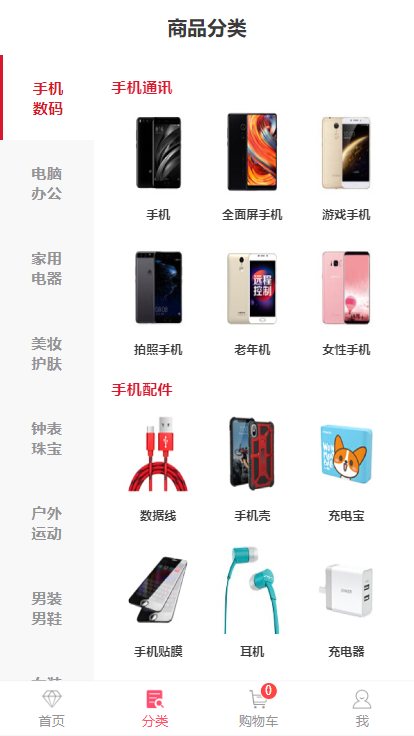 商品分类
手机
数码
电脑
办公
家用
电器
美妆
护肤
钟表
珠宝
户外
运动
男装
男鞋
手机通讯
手机
全面屏手机
游戏手机
远程
控制
拍照手机
老年机
女性手机
手机配件
数据线
手机壳
充电宝
手机贴膜
耳机
充电器
0
首页
分类
购物车
我